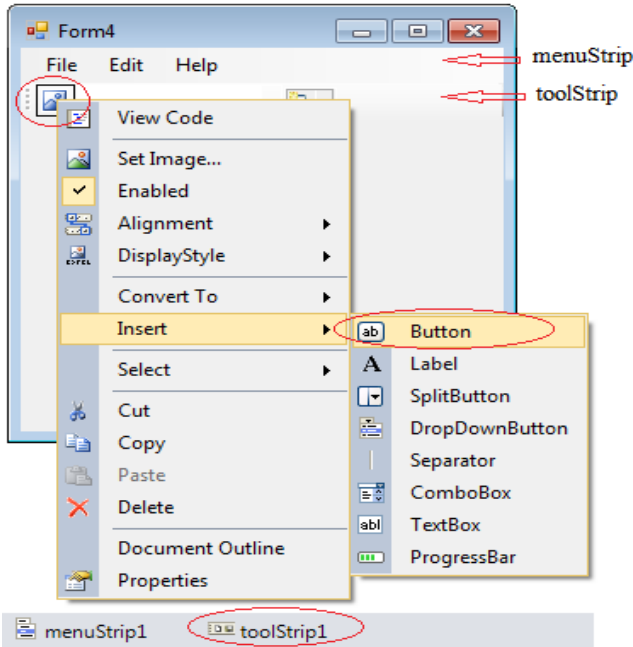 Form4
File Edit Help
menuStrip
toolStrip
View Code
Set Image...
Enabled
Alignment
DisplayStyle
Convert To
Insert
Select
Cut
Copy
Paste
Delete
Document Outline
Properties
Button
A Label
SplitButton
DropDownButton
Separator
ComboBox
TextBox
ProgressBar
menuStrip1 toolStrip1